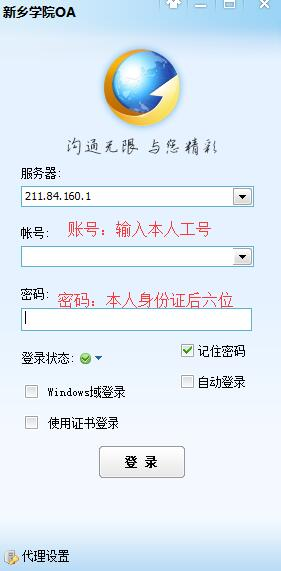 新乡学院OA
沟通无限 与您精彩
服务器:
211.84.160.1
帐号:
账号：输入本人工号
密码:
密码：本人身份证后六位
登录状态:
记住密码
自动登录
Windows域登录
使用证书登录
登 录
代理设置